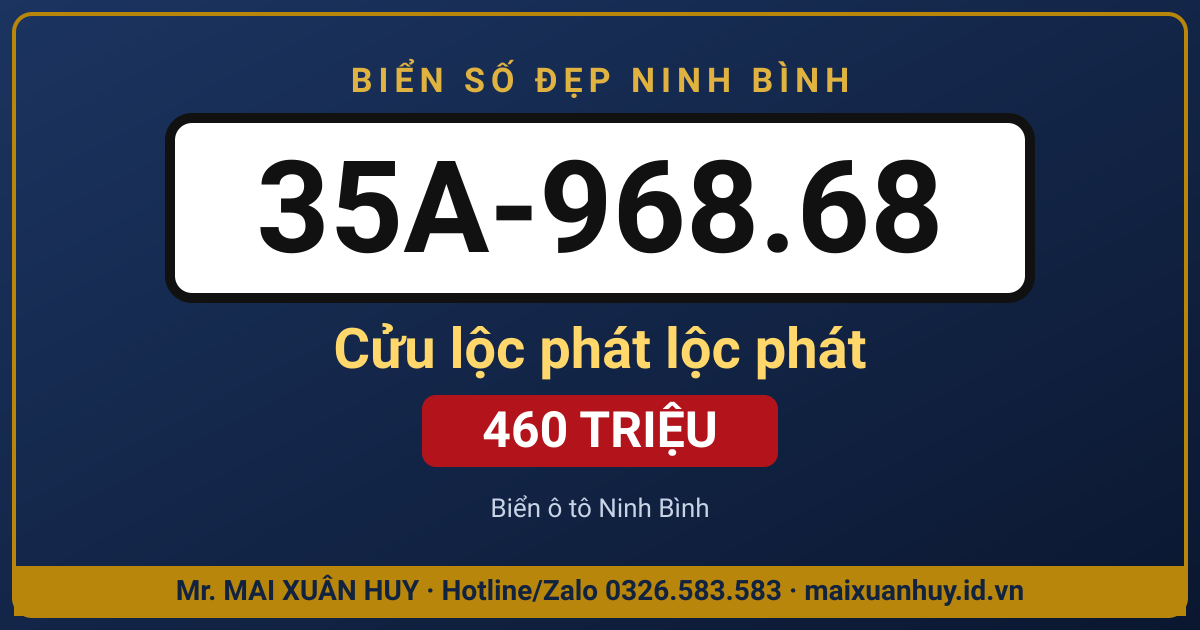 BIỂN SỐ ĐẸP NINH BÌNH
35A-968.68
Cửu lộc phát lộc phát
460 TRIỆU
Biển ô tô Ninh Bình
Mr. MAI XUÂN HUY · Hotline/Zalo 0326.583.583 · maixuanhuy.id.vn